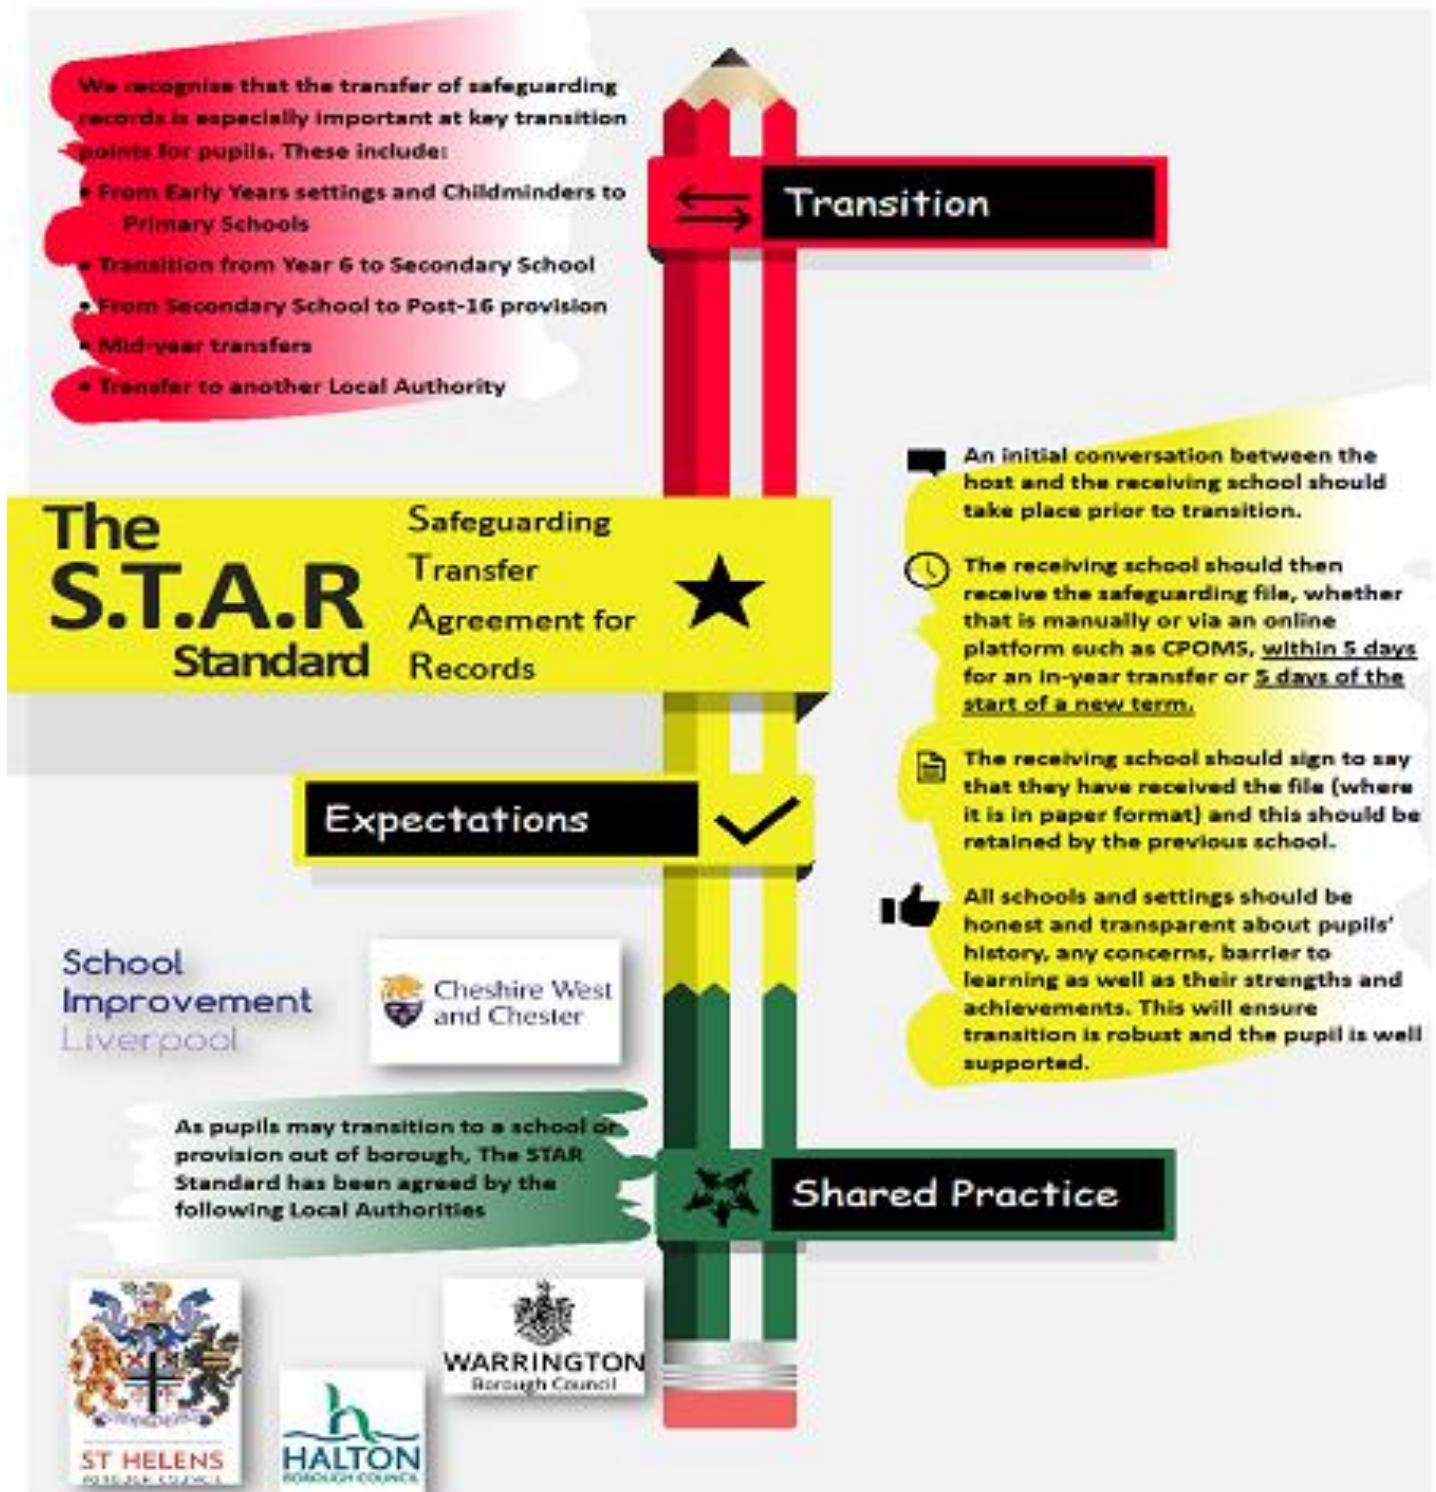 We recognise that the transfer of safeguarding
records is especially important at key transition
points for pupils. These include:
• From Early Years settings and Childminders to
Primary Schools
• Transition from Year 6 to Secondary School
• From Secondary School to Post-16 provision
• Mid-year transfers
• Transfer to another Local Authority
Transition
The
S.T.A.R
Standard
Safeguarding
Transfer
Agreement for
Records
An initial conversation between the
host and the receiving school should
take place prior to transition.
The receiving school should then
receive the safeguarding file, whether
that is manually or via an online
platform such as CPOMS, within 5 days
for an in-year transfer or 5 days of the
start of a new term.
The receiving school should sign to say
that they have received the file (where
it is in paper format) and this should be
retained by the previous school.
All schools and settings should be
honest and transparent about pupils'
history, any concerns, barrier to
learning as well as their strengths and
achievements. This will ensure
transition is robust and the pupil is well
supported.
Expectations
School
Improvement
Liverpool
Cheshire West
and Chester
As pupils may transition to a school or
provision out of borough, The STAR
Standard has been agreed by the
following Local Authorities
Shared Practice
ST HELENS
BOROUGH COUNCIL
HALTON
BOROUGH COUNCIL
WARRINGTON
Borough Council